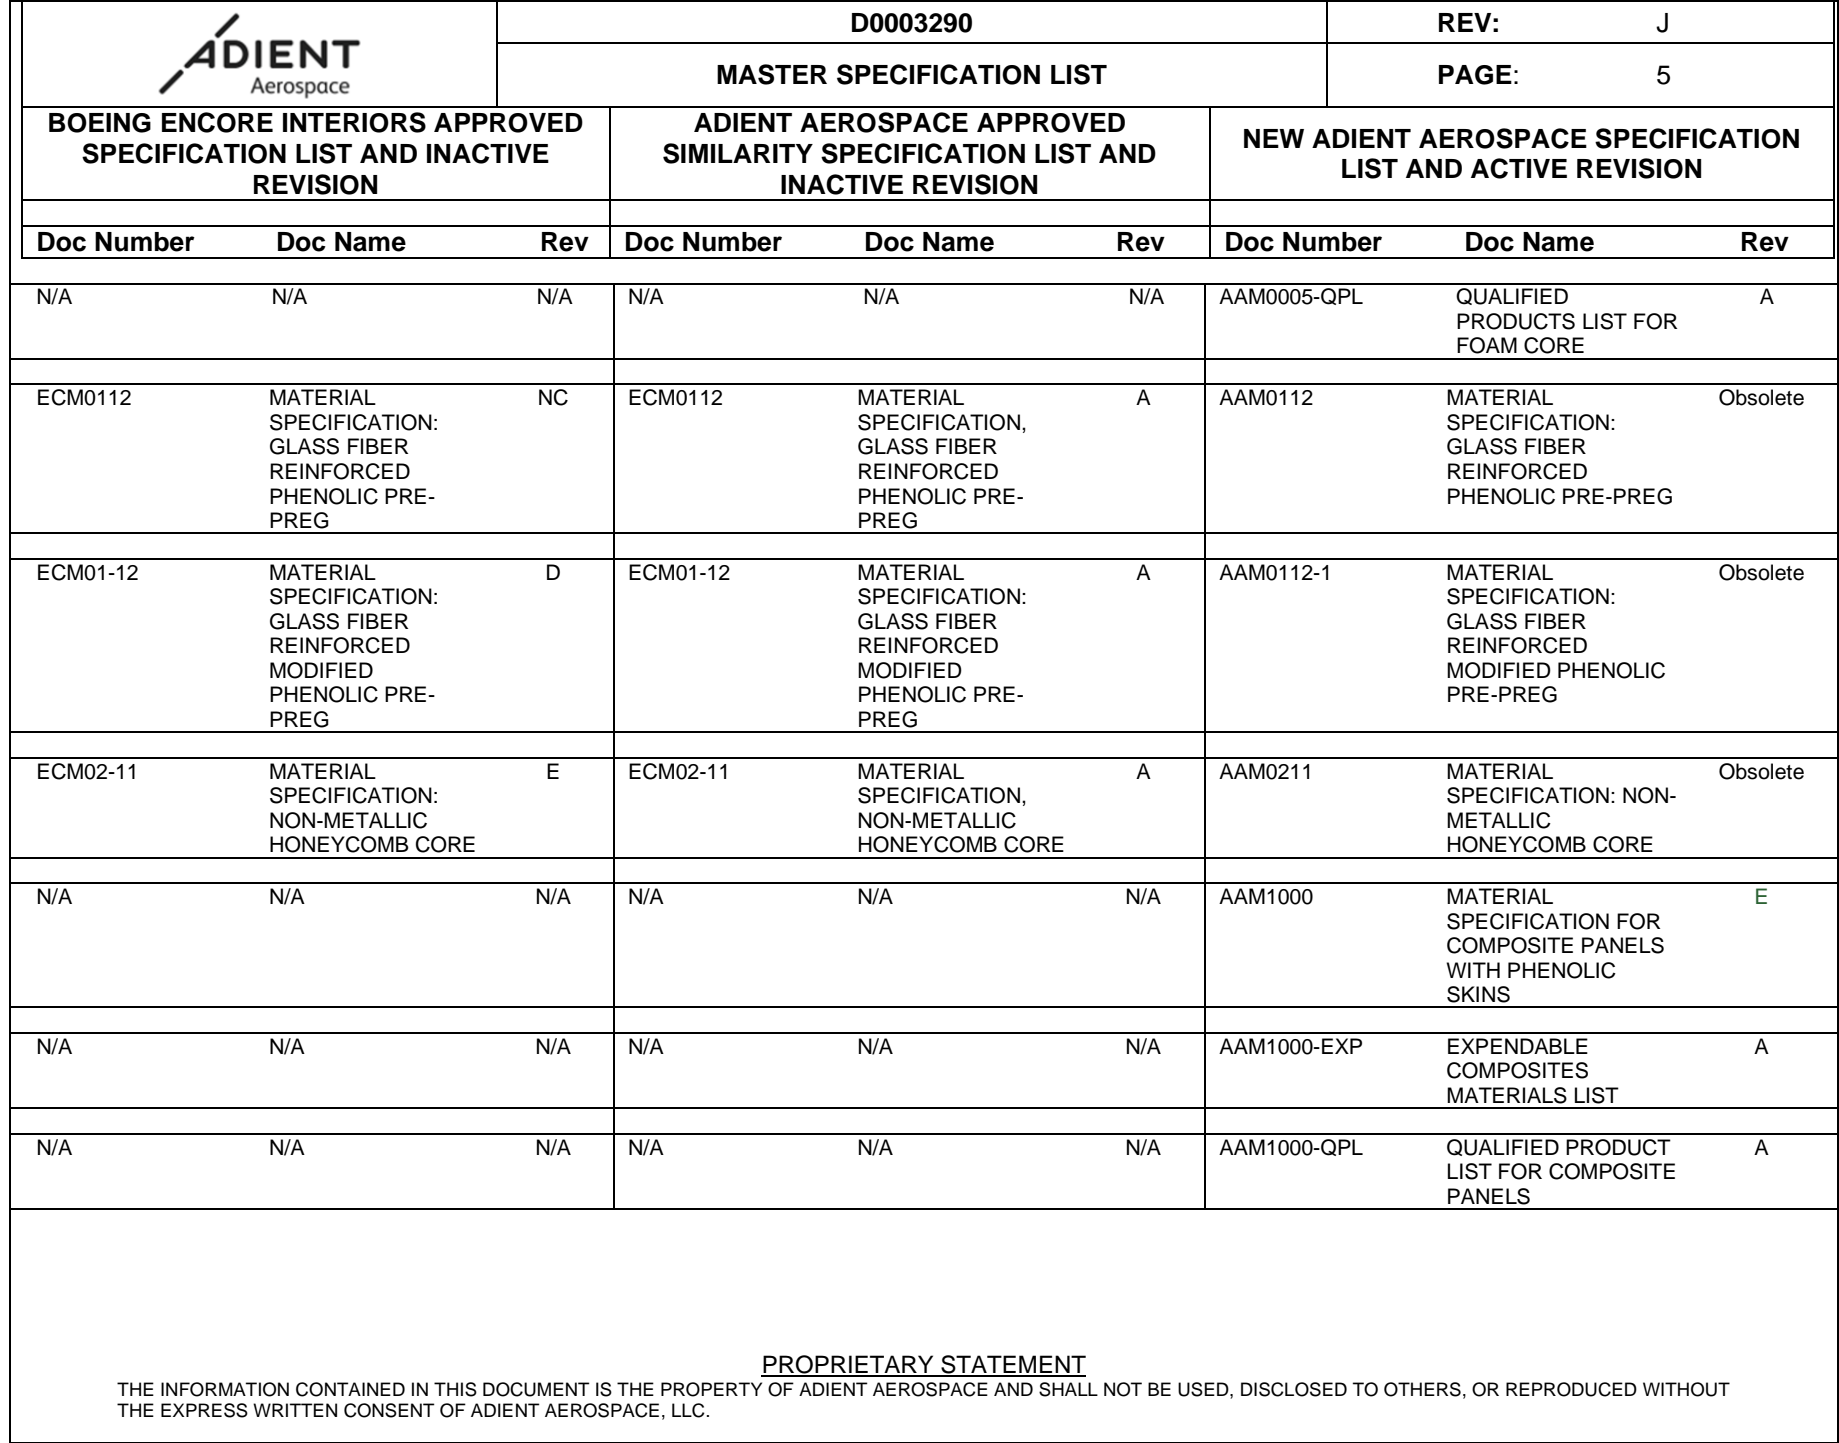 ADIENT
Aerospace
D0003290
REV: J
MASTER SPECIFICATION LIST
PAGE: 5
BOEING ENCORE INTERIORS APPROVED
SPECIFICATION LIST AND INACTIVE
REVISION
ADIENT AEROSPACE APPROVED
SIMILARITY SPECIFICATION LIST AND
INACTIVE REVISION
NEW ADIENT AEROSPACE SPECIFICATION
LIST AND ACTIVE REVISION
Doc Number Doc Name Rev Doc Number Doc Name Rev Doc Number Doc Name Rev
N/A N/A N/A N/A N/A N/A AAM0005-QPL QUALIFIED A
PRODUCTS LIST FOR
FOAM CORE
ECM0112 MATERIAL NC ECM0112 MATERIAL A AAM0112 MATERIAL Obsolete
SPECIFICATION: SPECIFICATION, SPECIFICATION:
GLASS FIBER GLASS FIBER GLASS FIBER
REINFORCED REINFORCED REINFORCED
PHENOLIC PRE- PHENOLIC PRE- PHENOLIC PRE-PREG
PREG PREG
ECM01-12 MATERIAL D ECM01-12 MATERIAL A AAM0112-1 MATERIAL Obsolete
SPECIFICATION: SPECIFICATION: SPECIFICATION:
GLASS FIBER GLASS FIBER GLASS FIBER
REINFORCED REINFORCED REINFORCED
MODIFIED MODIFIED MODIFIED PHENOLIC
PHENOLIC PRE- PHENOLIC PRE- PRE-PREG
PREG PREG
ECM02-11 MATERIAL E ECM02-11 MATERIAL A AAM0211 MATERIAL Obsolete
SPECIFICATION: SPECIFICATION, SPECIFICATION: NON-
NON-METALLIC NON-METALLIC METALLIC
HONEYCOMB CORE HONEYCOMB CORE HONEYCOMB CORE
N/A N/A N/A N/A N/A N/A AAM1000 MATERIAL E
SPECIFICATION FOR
COMPOSITE PANELS
WITH PHENOLIC
SKINS
N/A N/A N/A N/A N/A N/A AAM1000-EXP EXPENDABLE A
COMPOSITES
MATERIALS LIST
N/A N/A N/A N/A N/A N/A AAM1000-QPL QUALIFIED PRODUCT A
LIST FOR COMPOSITE
PANELS
PROPRIETARY STATEMENT
THE INFORMATION CONTAINED IN THIS DOCUMENT IS THE PROPERTY OF ADIENT AEROSPACE AND SHALL NOT BE USED, DISCLOSED TO OTHERS, OR REPRODUCED WITHOUT
THE EXPRESS WRITTEN CONSENT OF ADIENT AEROSPACE, LLC.